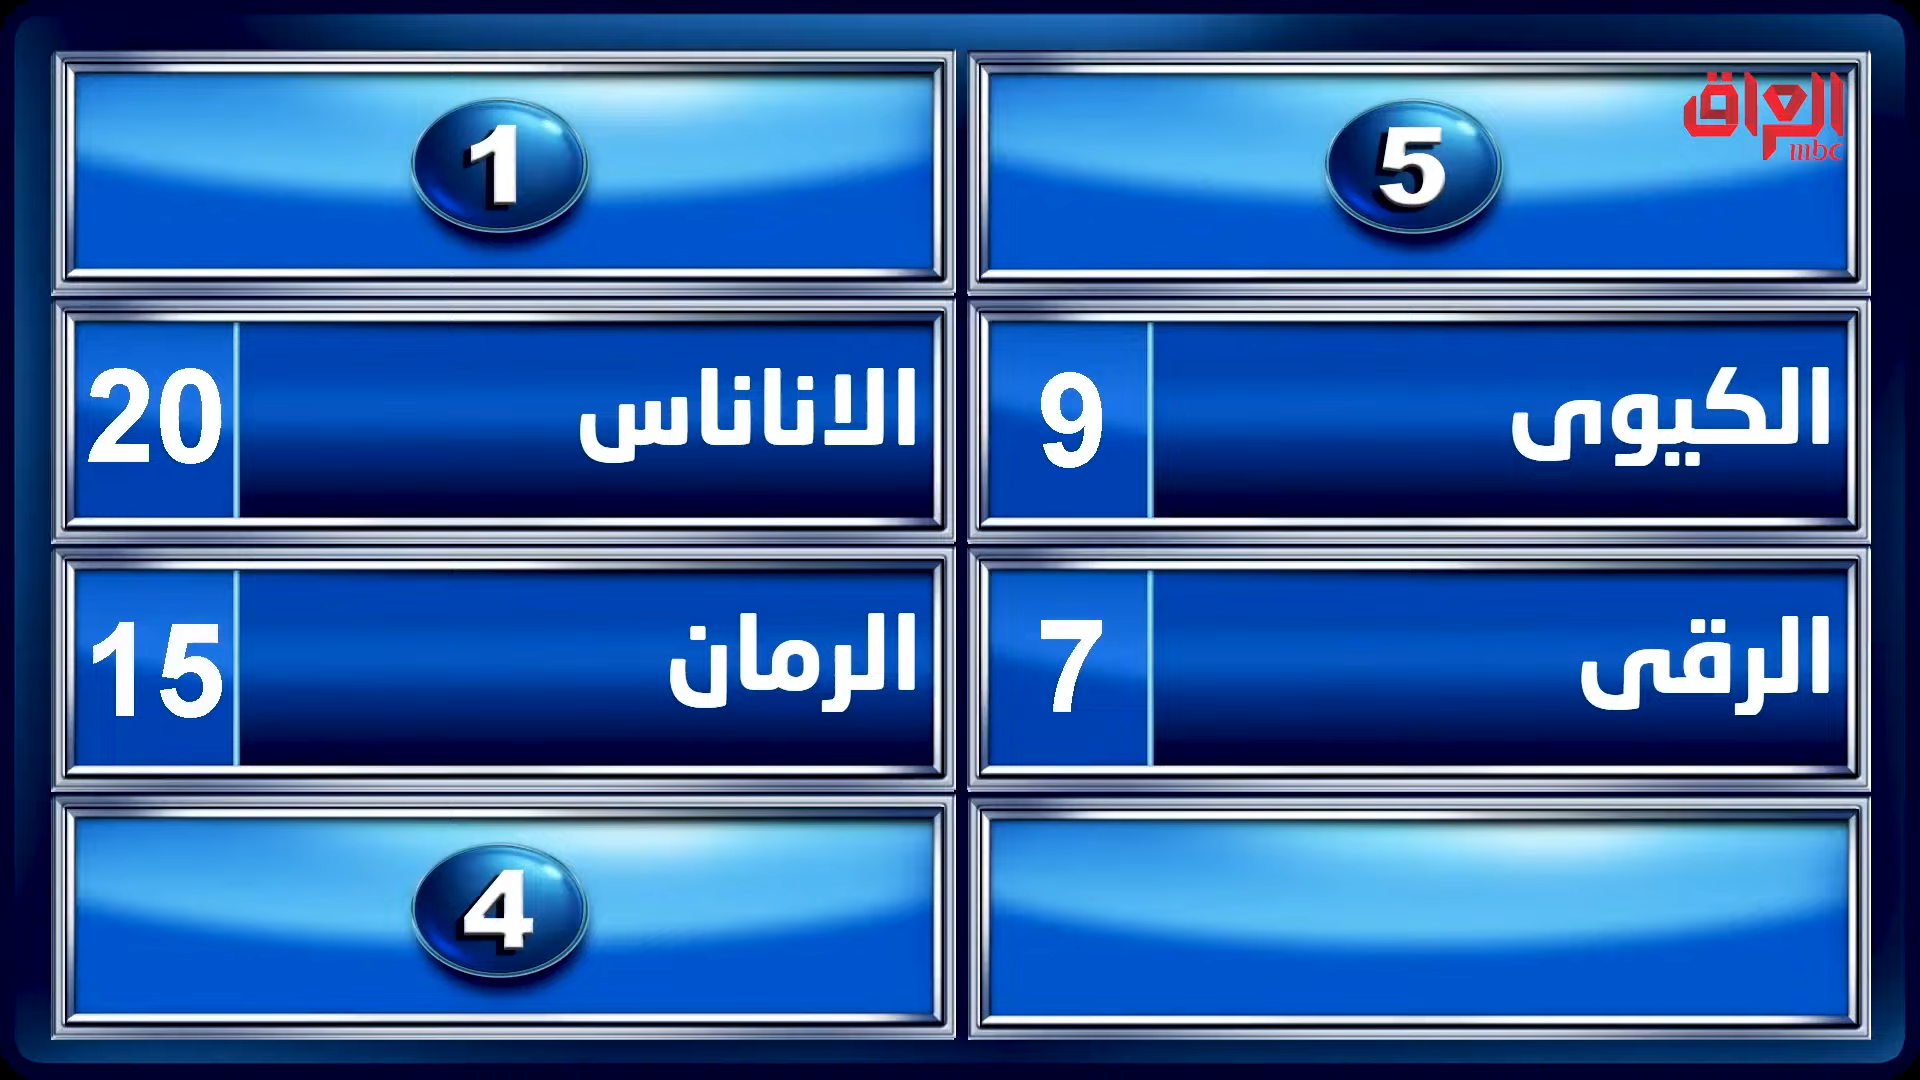 1
20 الاناناس
15 الرمان
4
5
9 الكيوى
7 الرقى
العراق
mbc